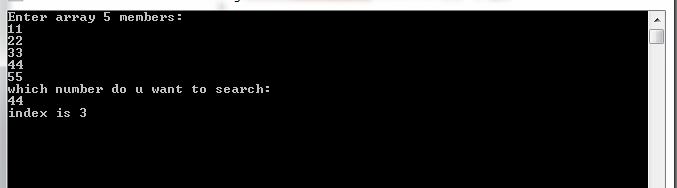 Enter array 5 members:
11
22
33
44
55
which number do u want to search:
44
index is 3